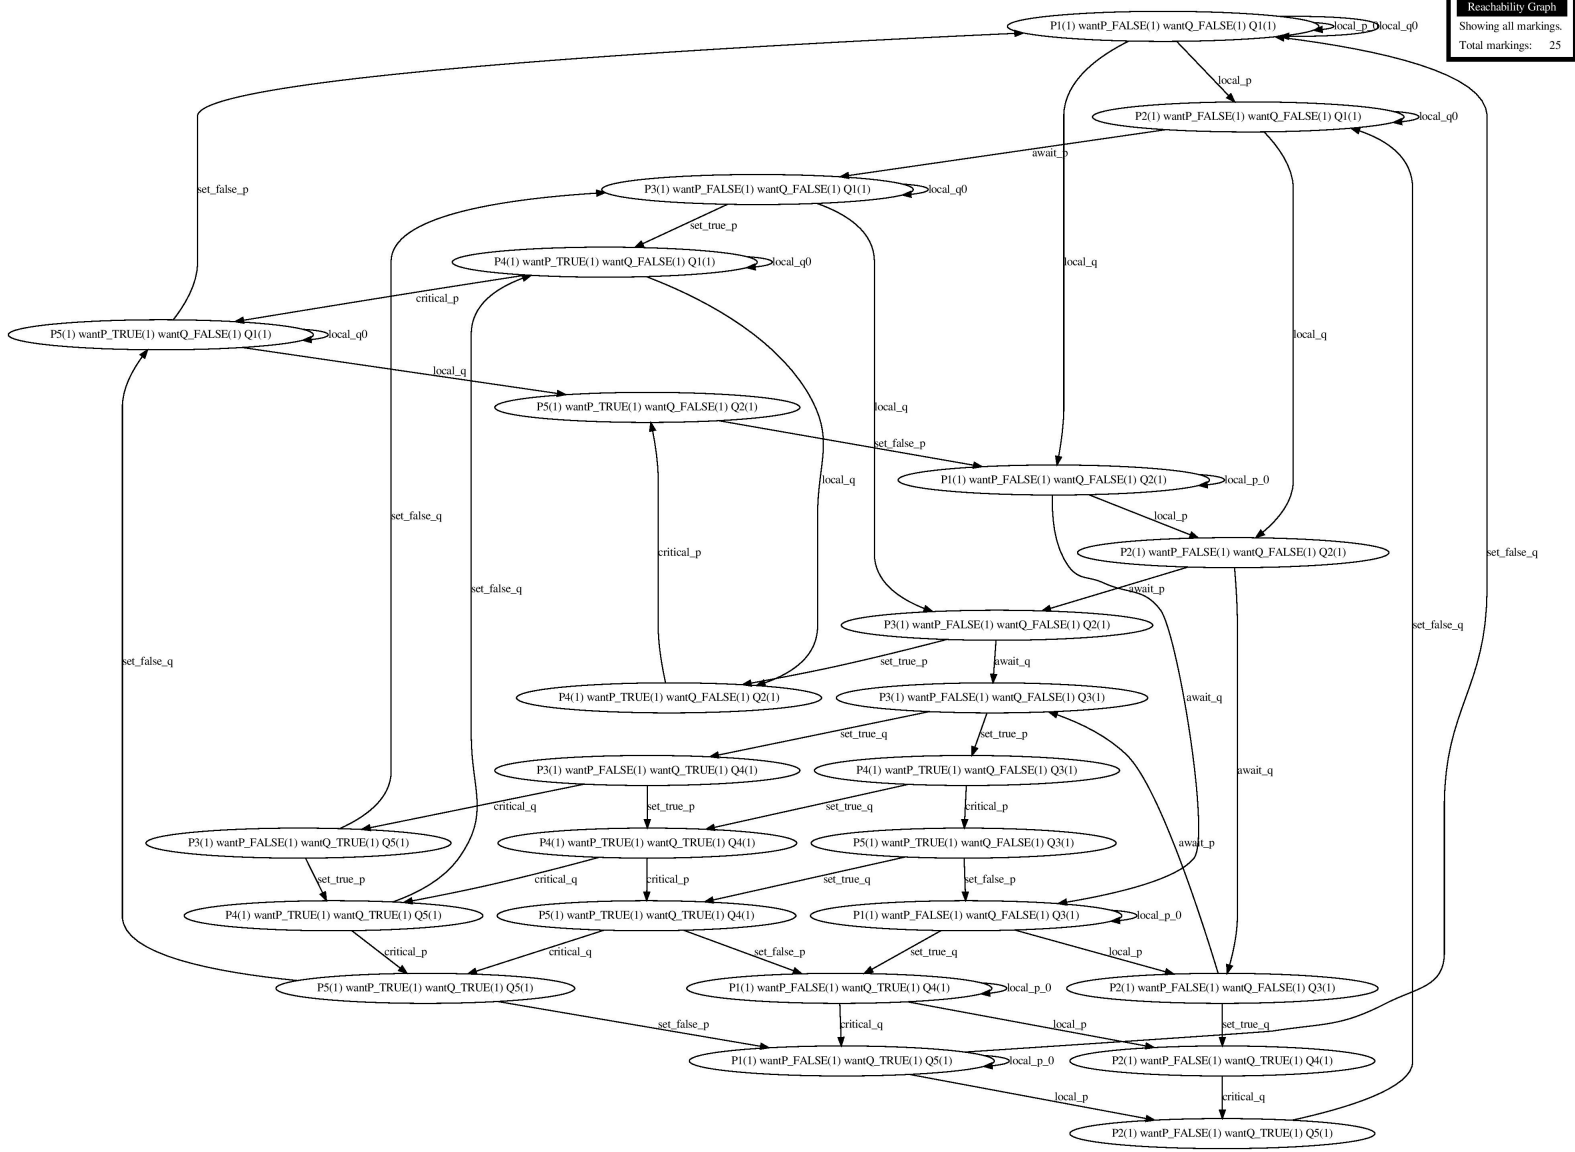 Reachability Graph
Showing all markings.
Total markings: 25
P1(1) wantP_FALSE(1) wantQ_FALSE(1) Q1(1)
local_p_0
local_q0
local_p
P2(1) wantP_FALSE(1) wantQ_FALSE(1) Q1(1)
local_q0
await_p
P3(1) wantP_FALSE(1) wantQ_FALSE(1) Q1(1)
local_q0
set_false_p
set_true_p
P4(1) wantP_TRUE(1) wantQ_FALSE(1) Q1(1)
local_q0
local_q
critical_p
P5(1) wantP_TRUE(1) wantQ_FALSE(1) Q1(1)
local_q0
local_q
local_q
P5(1) wantP_TRUE(1) wantQ_FALSE(1) Q2(1)
local_q
set_false_p
P1(1) wantP_FALSE(1) wantQ_FALSE(1) Q2(1)
local_p_0
local_q
set_false_q
local_p
critical_p
P2(1) wantP_FALSE(1) wantQ_FALSE(1) Q2(1)
set_false_q
set_false_q
await_p
P3(1) wantP_FALSE(1) wantQ_FALSE(1) Q2(1)
set_false_q
set_false_q
set_true_p
await_q
P4(1) wantP_TRUE(1) wantQ_FALSE(1) Q2(1)
P3(1) wantP_FALSE(1) wantQ_FALSE(1) Q3(1)
await_q
set_true_q
set_true_p
P3(1) wantP_FALSE(1) wantQ_TRUE(1) Q4(1)
P4(1) wantP_TRUE(1) wantQ_FALSE(1) Q3(1)
await_q
critical_q
set_true_p
set_true_q
critical_p
P3(1) wantP_FALSE(1) wantQ_TRUE(1) Q5(1)
P4(1) wantP_TRUE(1) wantQ_TRUE(1) Q4(1)
P5(1) wantP_TRUE(1) wantQ_FALSE(1) Q3(1)
await_p
set_true_p
critical_q
critical_p
set_true_q
set_false_p
P4(1) wantP_TRUE(1) wantQ_TRUE(1) Q5(1)
P5(1) wantP_TRUE(1) wantQ_TRUE(1) Q4(1)
P1(1) wantP_FALSE(1) wantQ_FALSE(1) Q3(1)
local_p_0
critical_p
critical_q
set_false_p
set_true_q
local_p
P5(1) wantP_TRUE(1) wantQ_TRUE(1) Q5(1)
P1(1) wantP_FALSE(1) wantQ_TRUE(1) Q4(1)
local_p_0
P2(1) wantP_FALSE(1) wantQ_FALSE(1) Q3(1)
set_false_p
critical_q
local_p
set_true_q
P1(1) wantP_FALSE(1) wantQ_TRUE(1) Q5(1)
local_p_0
P2(1) wantP_FALSE(1) wantQ_TRUE(1) Q4(1)
local_p
critical_q
P2(1) wantP_FALSE(1) wantQ_TRUE(1) Q5(1)